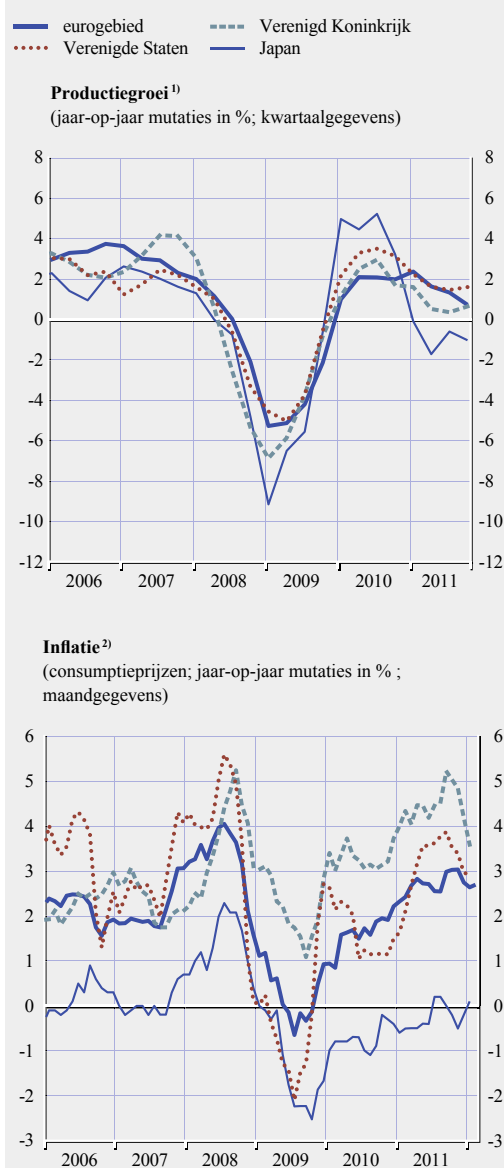 eurogebied
Verenigd Koninkrijk
Verenigde Staten
Japan
Productiegroei 1)
(jaar-op-jaar mutaties in %; kwartaalgegevens)
8 8
6 6
4 4
2 2
0 0
-2 -2
-4 -4
-6 -6
-8 -8
-10 -10
-12 -12
2006 2007 2008 2009 2010 2011
Inflatie 2)
(consumptieprijzen; jaar-op-jaar mutaties in % ;
maandgegevens)
6 6
5 5
4 4
3 3
2 2
1 1
0 0
-1 -1
-2 -2
-3 -3
2006 2007 2008 2009 2010 2011